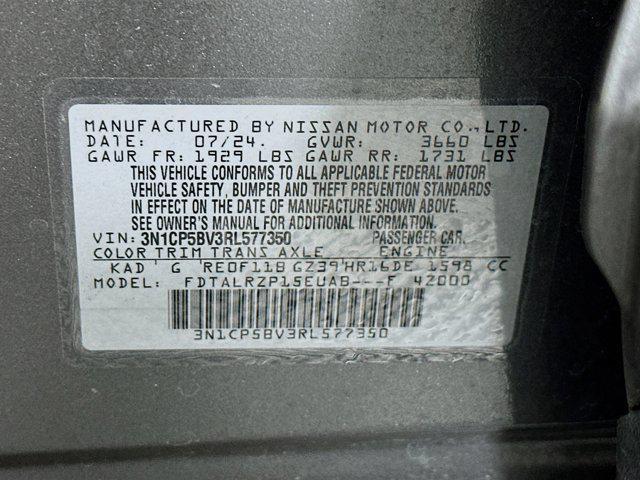 MANUFACTURED BY NISSAN MOTOR CO.,LTD.
DATE: 07/24. GVWR: 3660 LBS
GAWR FR: 1929 LBS GAWR RR: 1731 LBS
THIS VEHICLE CONFORMS TO ALL APPLICABLE FEDERAL MOTOR
VEHICLE SAFETY, BUMPER AND THEFT PREVENTION STANDARDS
IN EFFECT ON THE DATE OF MANUFACTURE SHOWN ABOVE.
SEE OWNER'S MANUAL FOR ADDITIONAL INFORMATION.
VIN: 3N1CP5BV3RL577350 PASSENGER CAR.
COLOR TRIM TRANS AXLE ENGINE
KAD G RE0F11B GZ39 HR16DE 1598 CC
MODEL: FDTALRZP15EUAB---F 42000
3N1CP5BV3RL577350